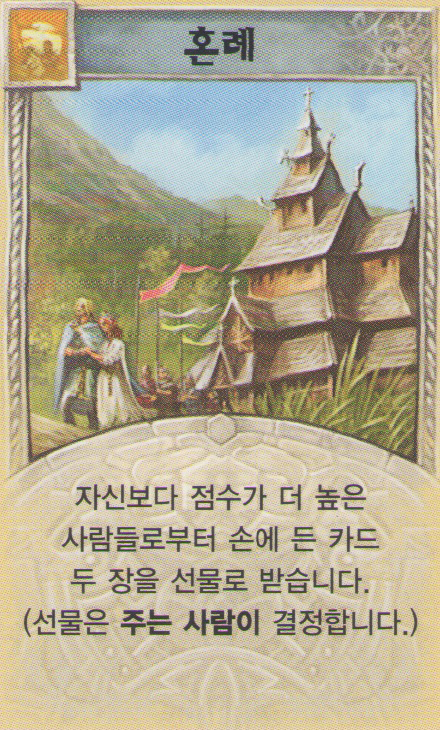 혼례
자신보다 점수가 더 높은
사람들로부터 손에 든 카드
두 장을 선물로 받습니다.
(선물은 주는 사람이 결정합니다.)